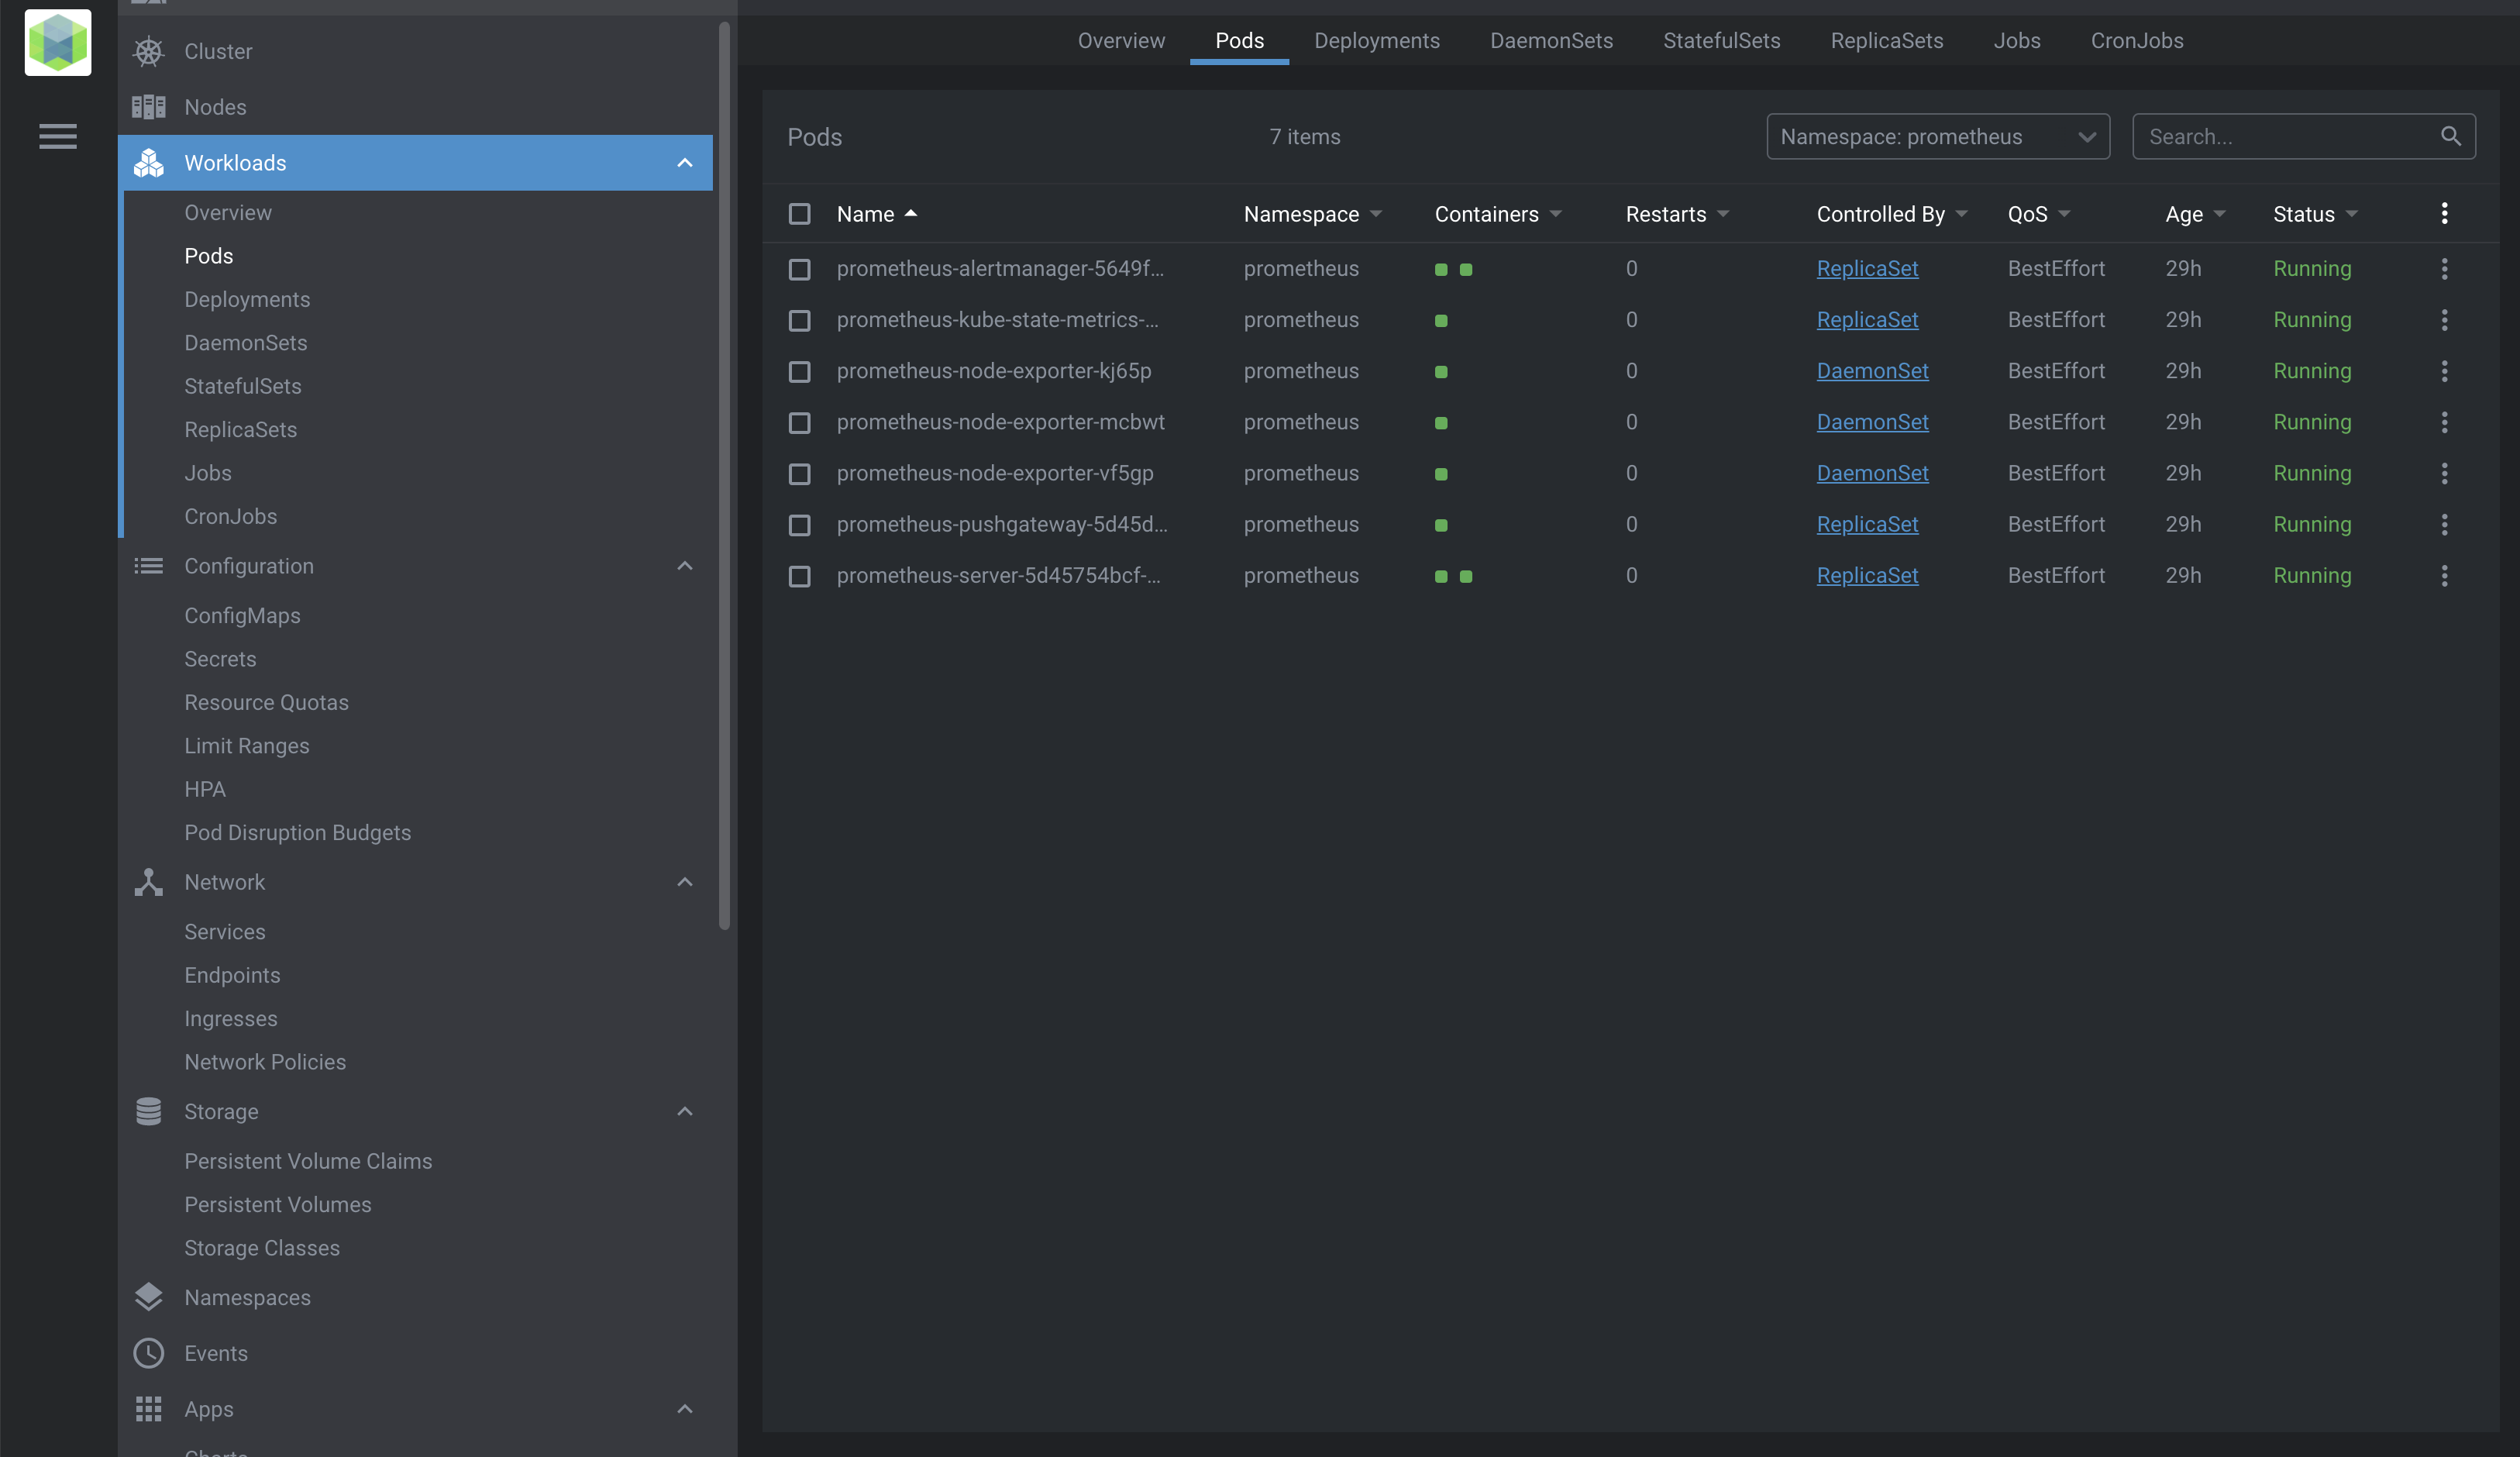 Cluster
Nodes
Workloads
Overview
Pods
Deployments
DaemonSets
StatefulSets
ReplicaSets
Jobs
CronJobs
Configuration
ConfigMaps
Secrets
Resource Quotas
Limit Ranges
HPA
Pod Disruption Budgets
Network
Services
Endpoints
Ingresses
Network Policies
Storage
Persistent Volume Claims
Persistent Volumes
Storage Classes
Namespaces
Events
Apps
Overview Pods Deployments DaemonSets StatefulSets ReplicaSets Jobs CronJobs
Pods 7 items Namespace: prometheus Search...
Name Namespace Containers Restarts Controlled By QoS Age Status
prometheus-alertmanager-5649f... prometheus 0 ReplicaSet BestEffort 29h Running
prometheus-kube-state-metrics-... prometheus 0 ReplicaSet BestEffort 29h Running
prometheus-node-exporter-kj65p prometheus 0 DaemonSet BestEffort 29h Running
prometheus-node-exporter-mcbwt prometheus 0 DaemonSet BestEffort 29h Running
prometheus-node-exporter-vf5gp prometheus 0 DaemonSet BestEffort 29h Running
prometheus-pushgateway-5d45d... prometheus 0 ReplicaSet BestEffort 29h Running
prometheus-server-5d45754bcf-... prometheus 0 ReplicaSet BestEffort 29h Running